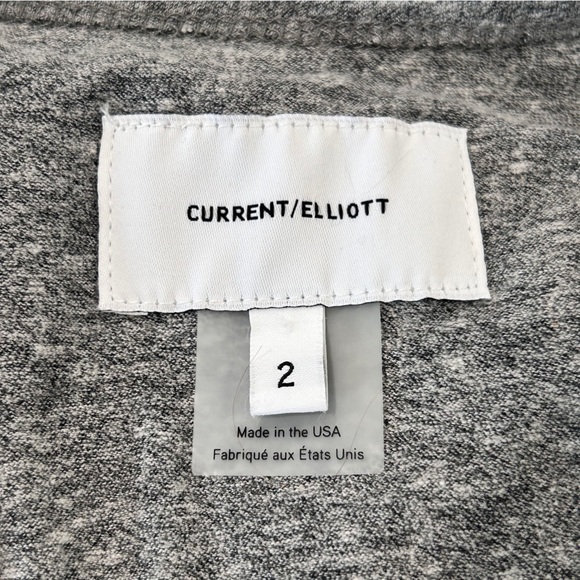 CURRENT/ELLIOTT
2
Made in the USA
Fabriqué aux États Unis